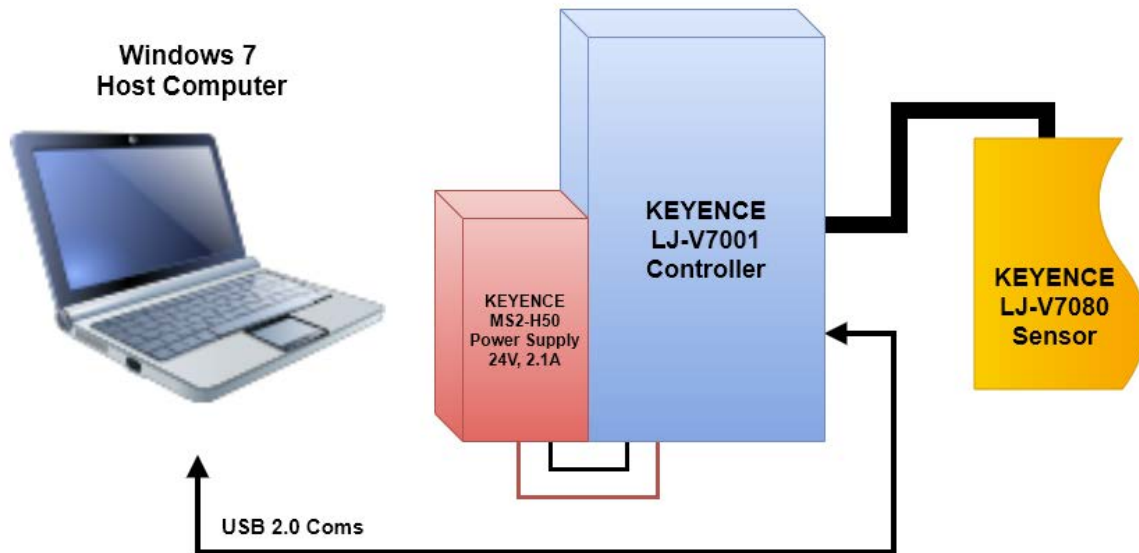 Windows 7
Host Computer
KEYENCE
LJ-V7001
Controller
KEYENCE
MS2-H50
Power Supply
24V, 2.1A
KEYENCE
LJ-V7080
Sensor
USB 2.0 Coms